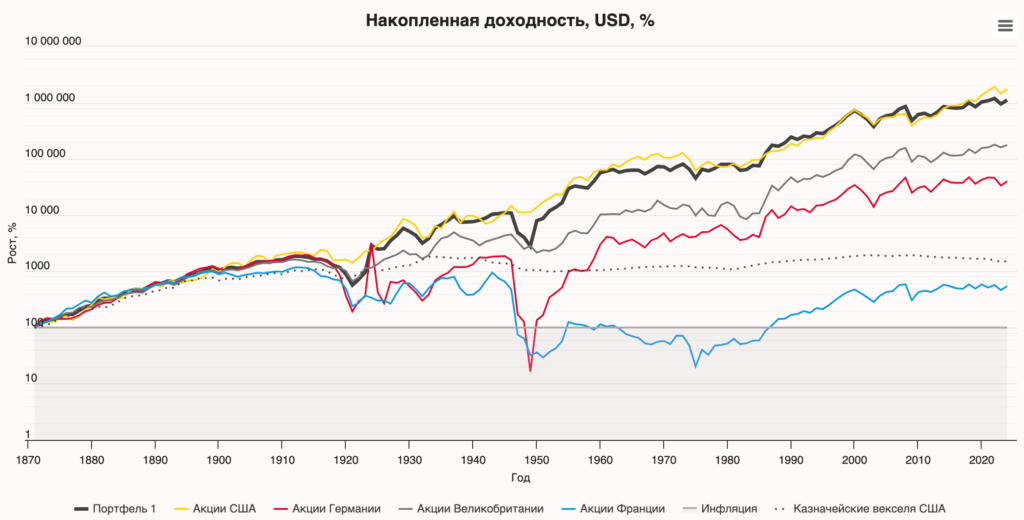 Накопленная доходность, USD, %
10 000 000
1 000 000
100 000
10 000
1000
100
10
1
Рост, %
1870 1880 1890 1900 1910 1920 1930 1940 1950 1960 1970 1980 1990 2000 2010 2020
Год
Портфель 1 Акции США Акции Германии Акции Великобритании Акции Франции Инфляция Казначейские векселя США